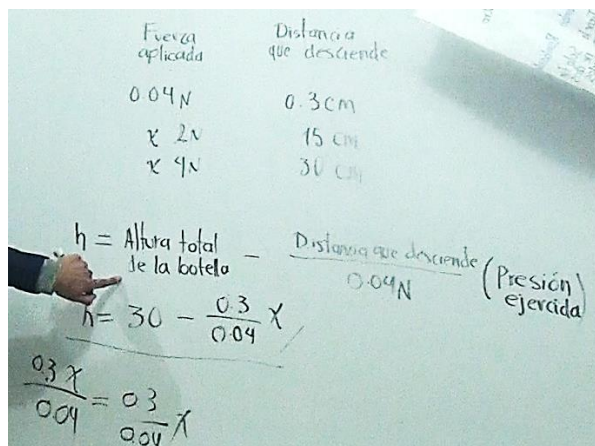 Fuerza aplicada
Distancia que desciende
0.04N 0.3cm
x 2N 15 cm
x 4N 30 cm
h = Altura total de la botella - Distancia que desciende / 0.04N (Presión ejercida)
h = 30 - 0.3/0.04 x
0.3 x/0.04 = 0.3/0.04 x